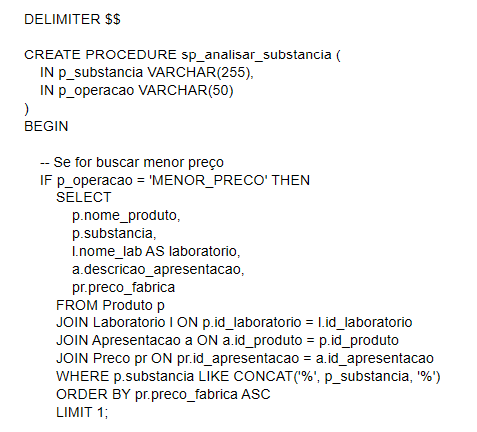 DELIMITER $$
CREATE PROCEDURE sp_analisar_substancia (
IN p_substancia VARCHAR(255),
IN p_operacao VARCHAR(50)
)
BEGIN
-- Se for buscar menor preço
IF p_operacao = 'MENOR_PRECO' THEN
SELECT
p.nome_produto,
p.substancia,
l.nome_lab AS laboratorio,
a.descricao_apresentacao,
pr.preco_fabrica
FROM Produto p
JOIN Laboratorio l ON p.id_laboratorio = l.id_laboratorio
JOIN Apresentacao a ON a.id_produto = p.id_produto
JOIN Preco pr ON pr.id_apresentacao = a.id_apresentacao
WHERE p.substancia LIKE CONCAT('%', p_substancia, '%')
ORDER BY pr.preco_fabrica ASC
LIMIT 1;